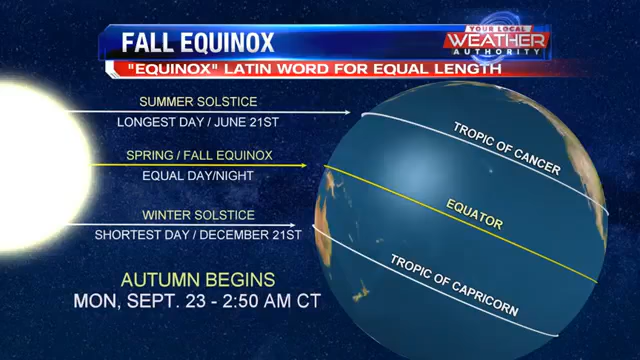 FALL EQUINOX
YOUR LOCAL
WEATHER
AUTHORITY
"EQUINOX" LATIN WORD FOR EQUAL LENGTH
SUMMER SOLSTICE
LONGEST DAY / JUNE 21ST
SPRING / FALL EQUINOX
EQUAL DAY/NIGHT
WINTER SOLSTICE
SHORTEST DAY / DECEMBER 21ST
TROPIC OF CANCER
EQUATOR
TROPIC OF CAPRICORN
AUTUMN BEGINS
MON, SEPT. 23 - 2:50 AM CT